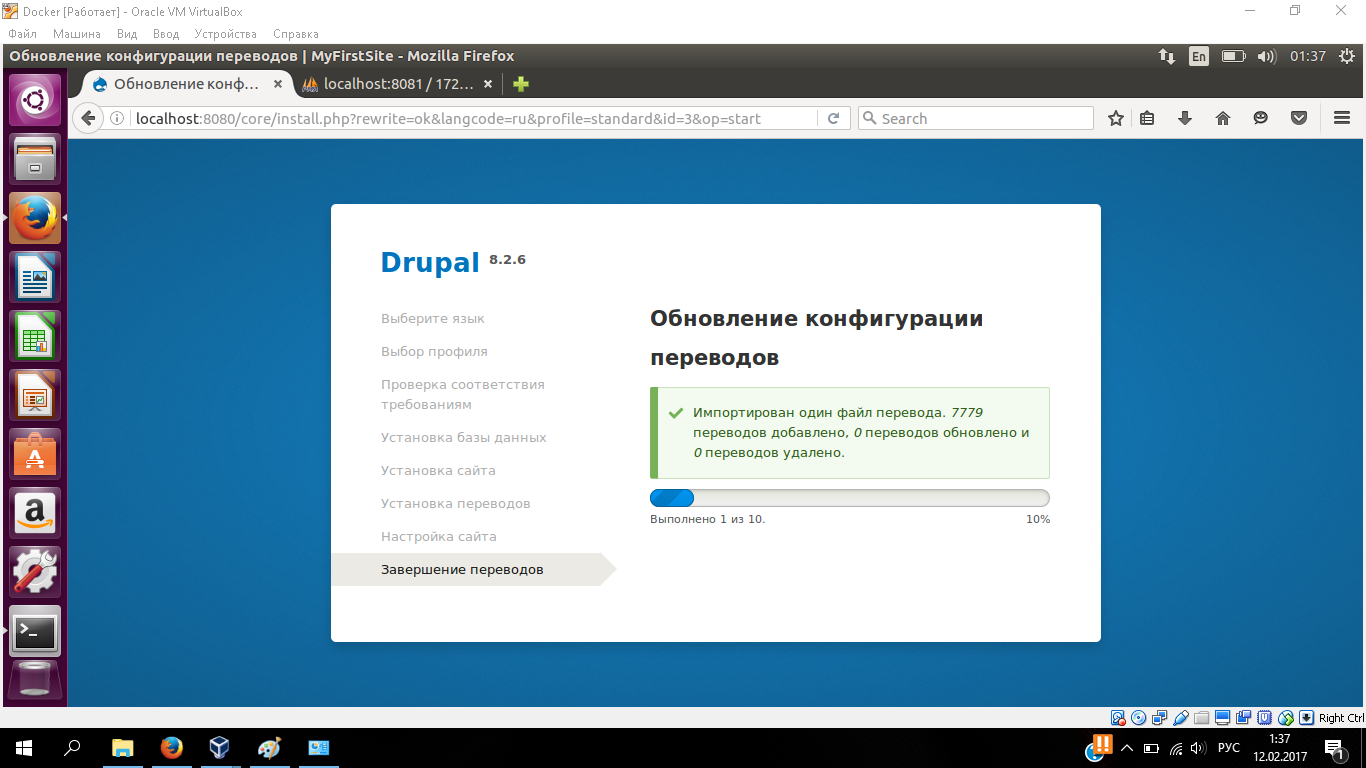 Docker [Работает] - Oracle VM VirtualBox
Файл Машина Вид Ввод Устройства Справка
Обновление конфигурации переводов | MyFirstSite - Mozilla Firefox
En
01:37
Обновление конф...
localhost:8081 / 172...
localhost:8080/core/install.php?rewrite=ok&langcode=ru&profile=standard&id=3&op=start
Search
Drupal 8.2.6
Выберите язык
Выбор профиля
Проверка соответствия
требованиям
Установка базы данных
Установка сайта
Установка переводов
Настройка сайта
Завершение переводов
Обновление конфигурации
переводов
Импортирован один файл перевода. 7779
переводов добавлено, 0 переводов обновлено и
0 переводов удалено.
Выполнено 1 из 10.
10%
Right Ctrl
РУС
1:37
12.02.2017
1